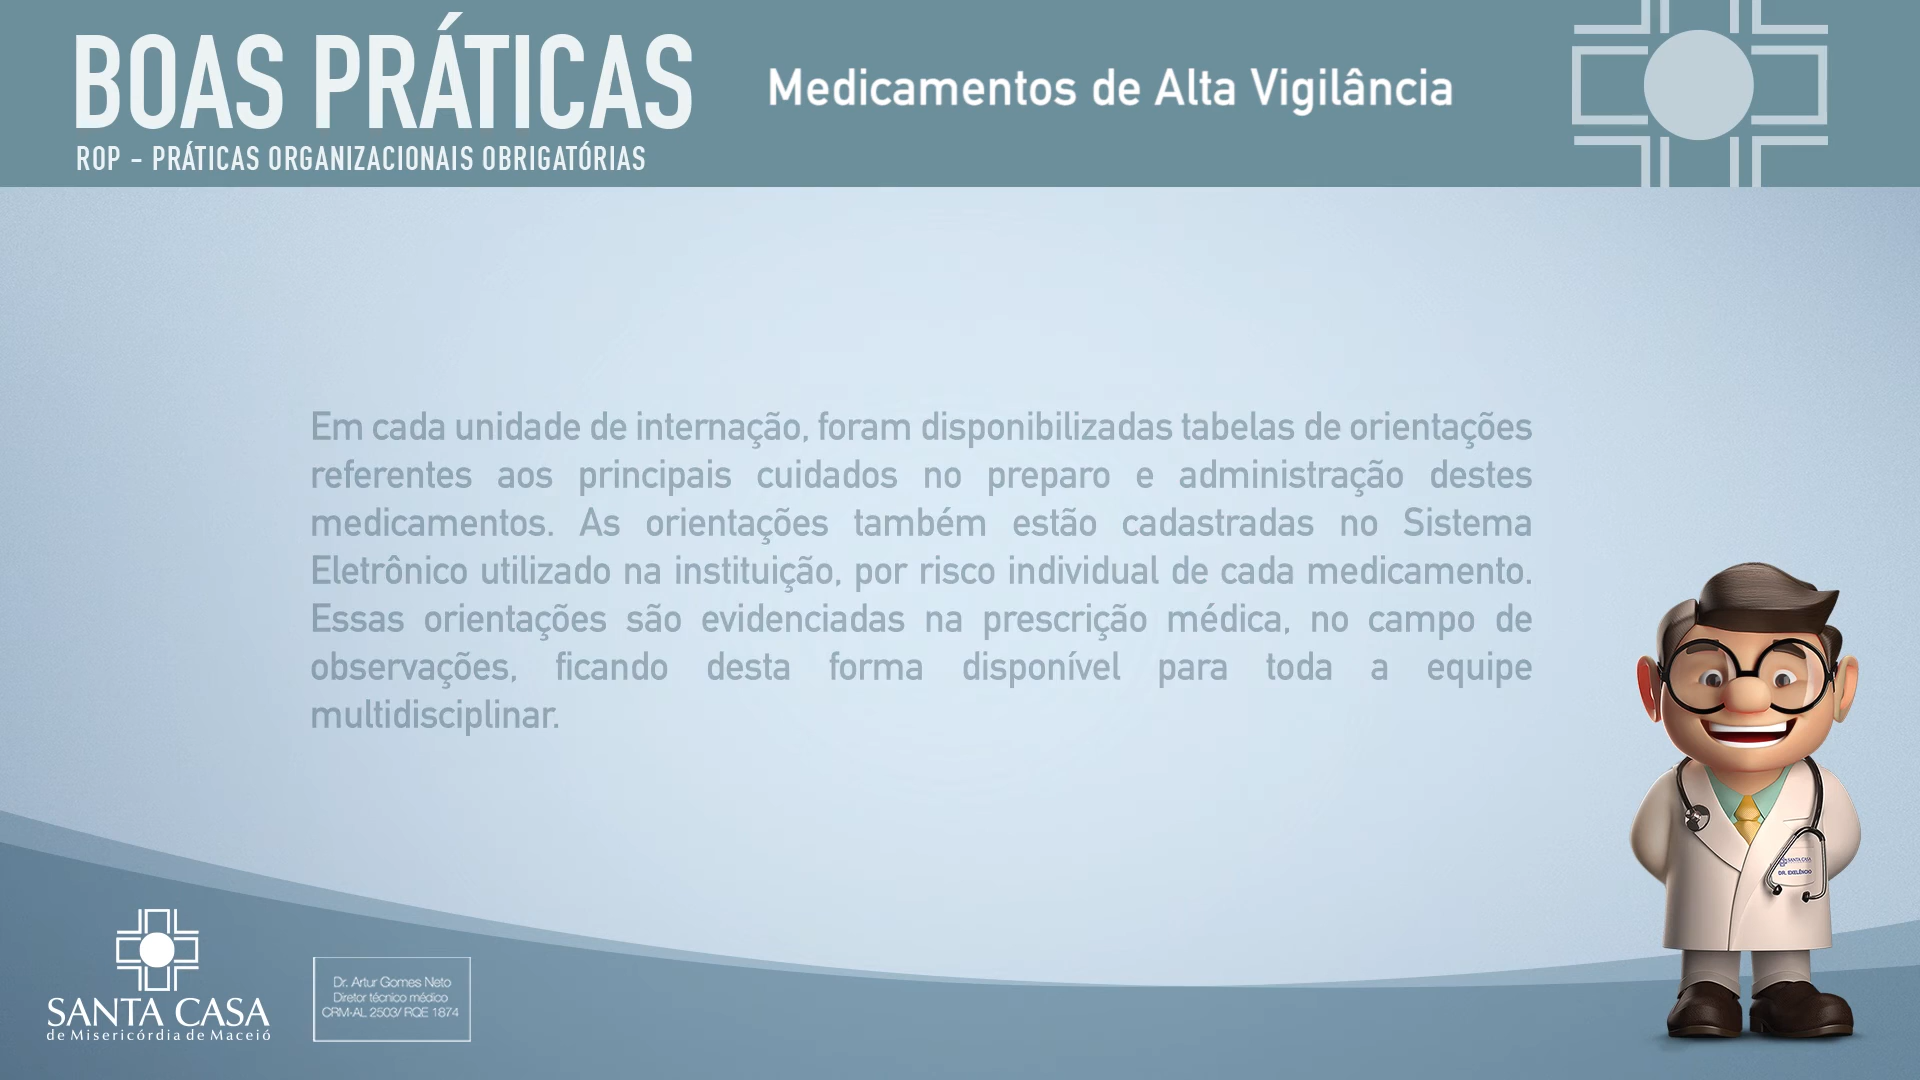 BOAS PRÁTICAS
ROP - PRÁTICAS ORGANIZACIONAIS OBRIGATÓRIAS
Medicamentos de Alta Vigilância
Em cada unidade de internação, foram disponibilizadas tabelas de orientações
referentes aos principais cuidados no preparo e administração destes
medicamentos. As orientações também estão cadastradas no Sistema
Eletrônico utilizado na instituição, por risco individual de cada medicamento.
Essas orientações são evidenciadas na prescrição médica, no campo de
observações, ficando desta forma disponível para toda a equipe
multidisciplinar.
SANTA CASA
DR. EXELÊNCIO
SANTA CASA
de Misericórdia de Maceió
Dr. Artur Gomes Neto
Diretor técnico médico
CRM-AL 2503/ RQE 1874